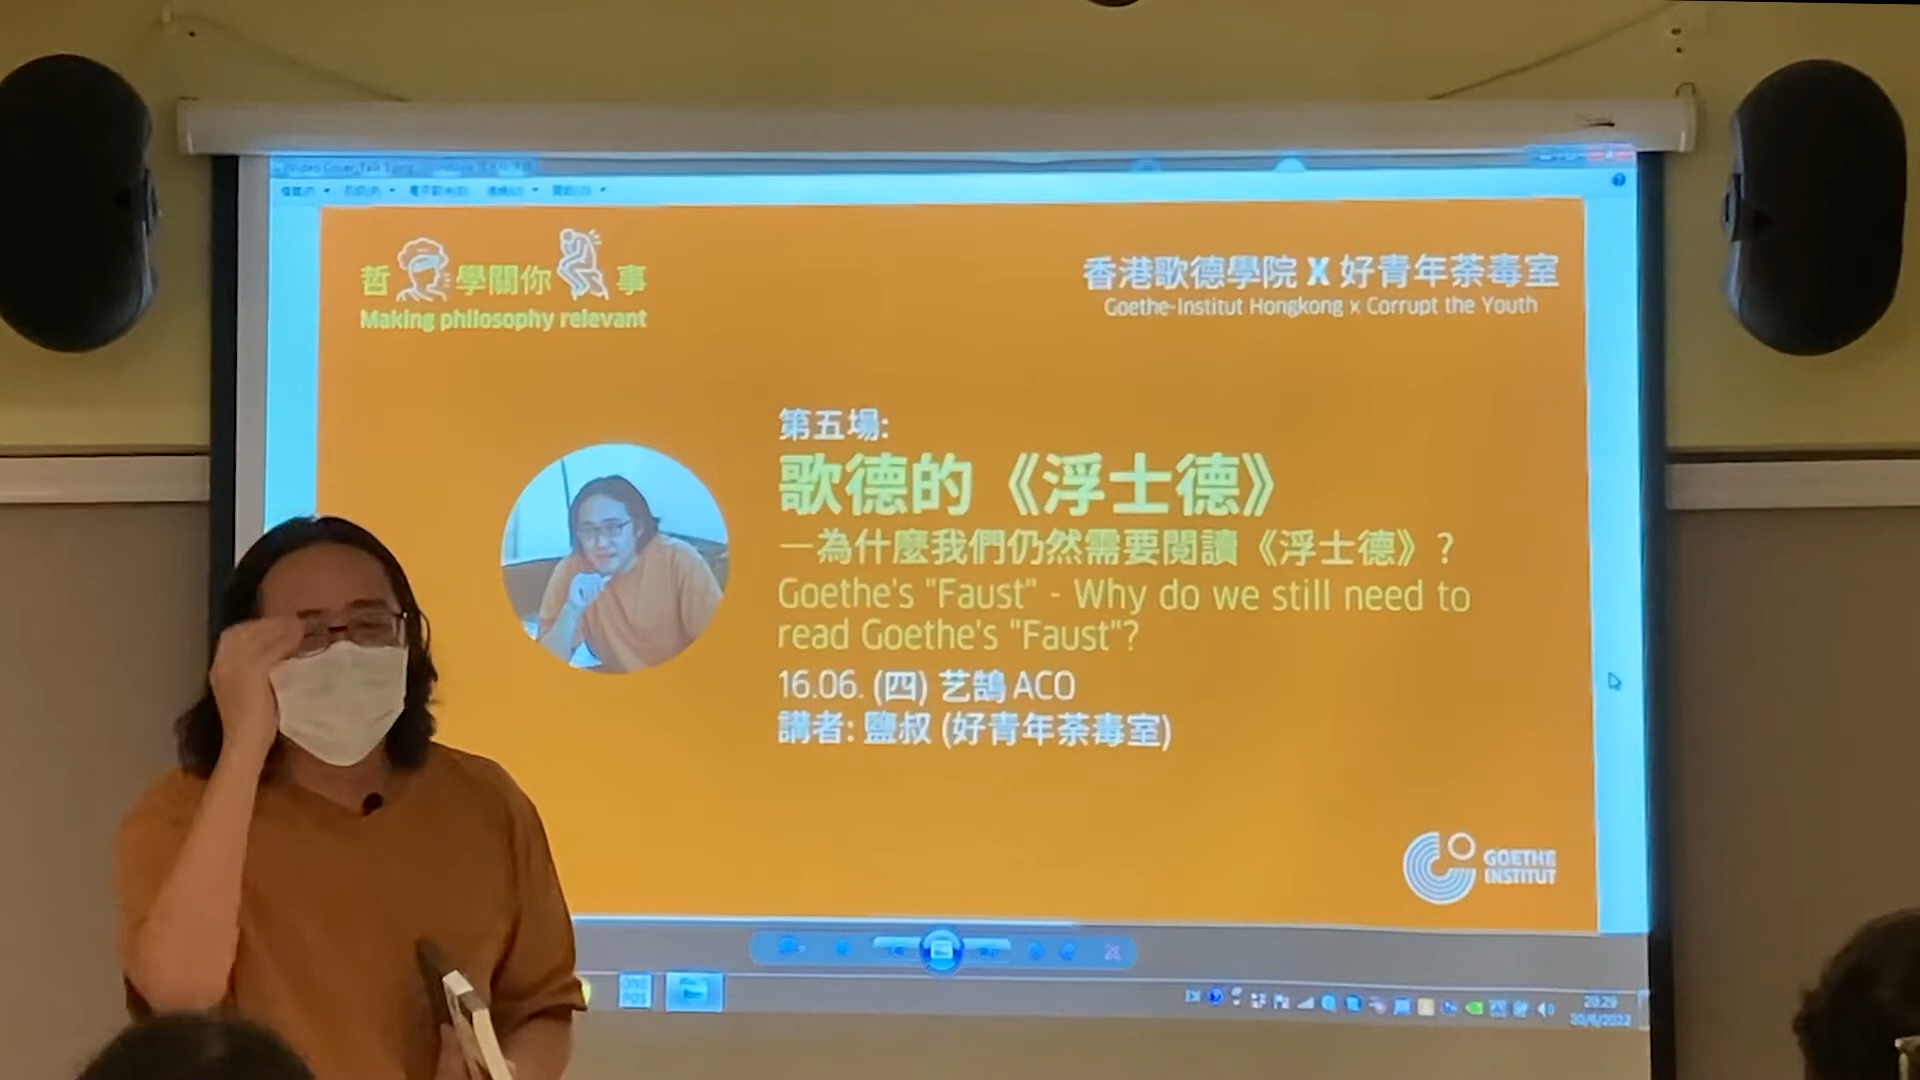 哲學關你事
Making philosophy relevant
香港歌德學院 X 好青年荼毒室
Goethe-Institut Hongkong x Corrupt the Youth
第五場:
歌德的《浮士德》
—為什麼我們仍然需要閱讀《浮士德》?
Goethe's "Faust" - Why do we still need to
read Goethe's "Faust"?
16.06. (四) 艺鵠 ACO
講者: 鹽叔 (好青年荼毒室)
GOETHE
INSTITUT
20:29